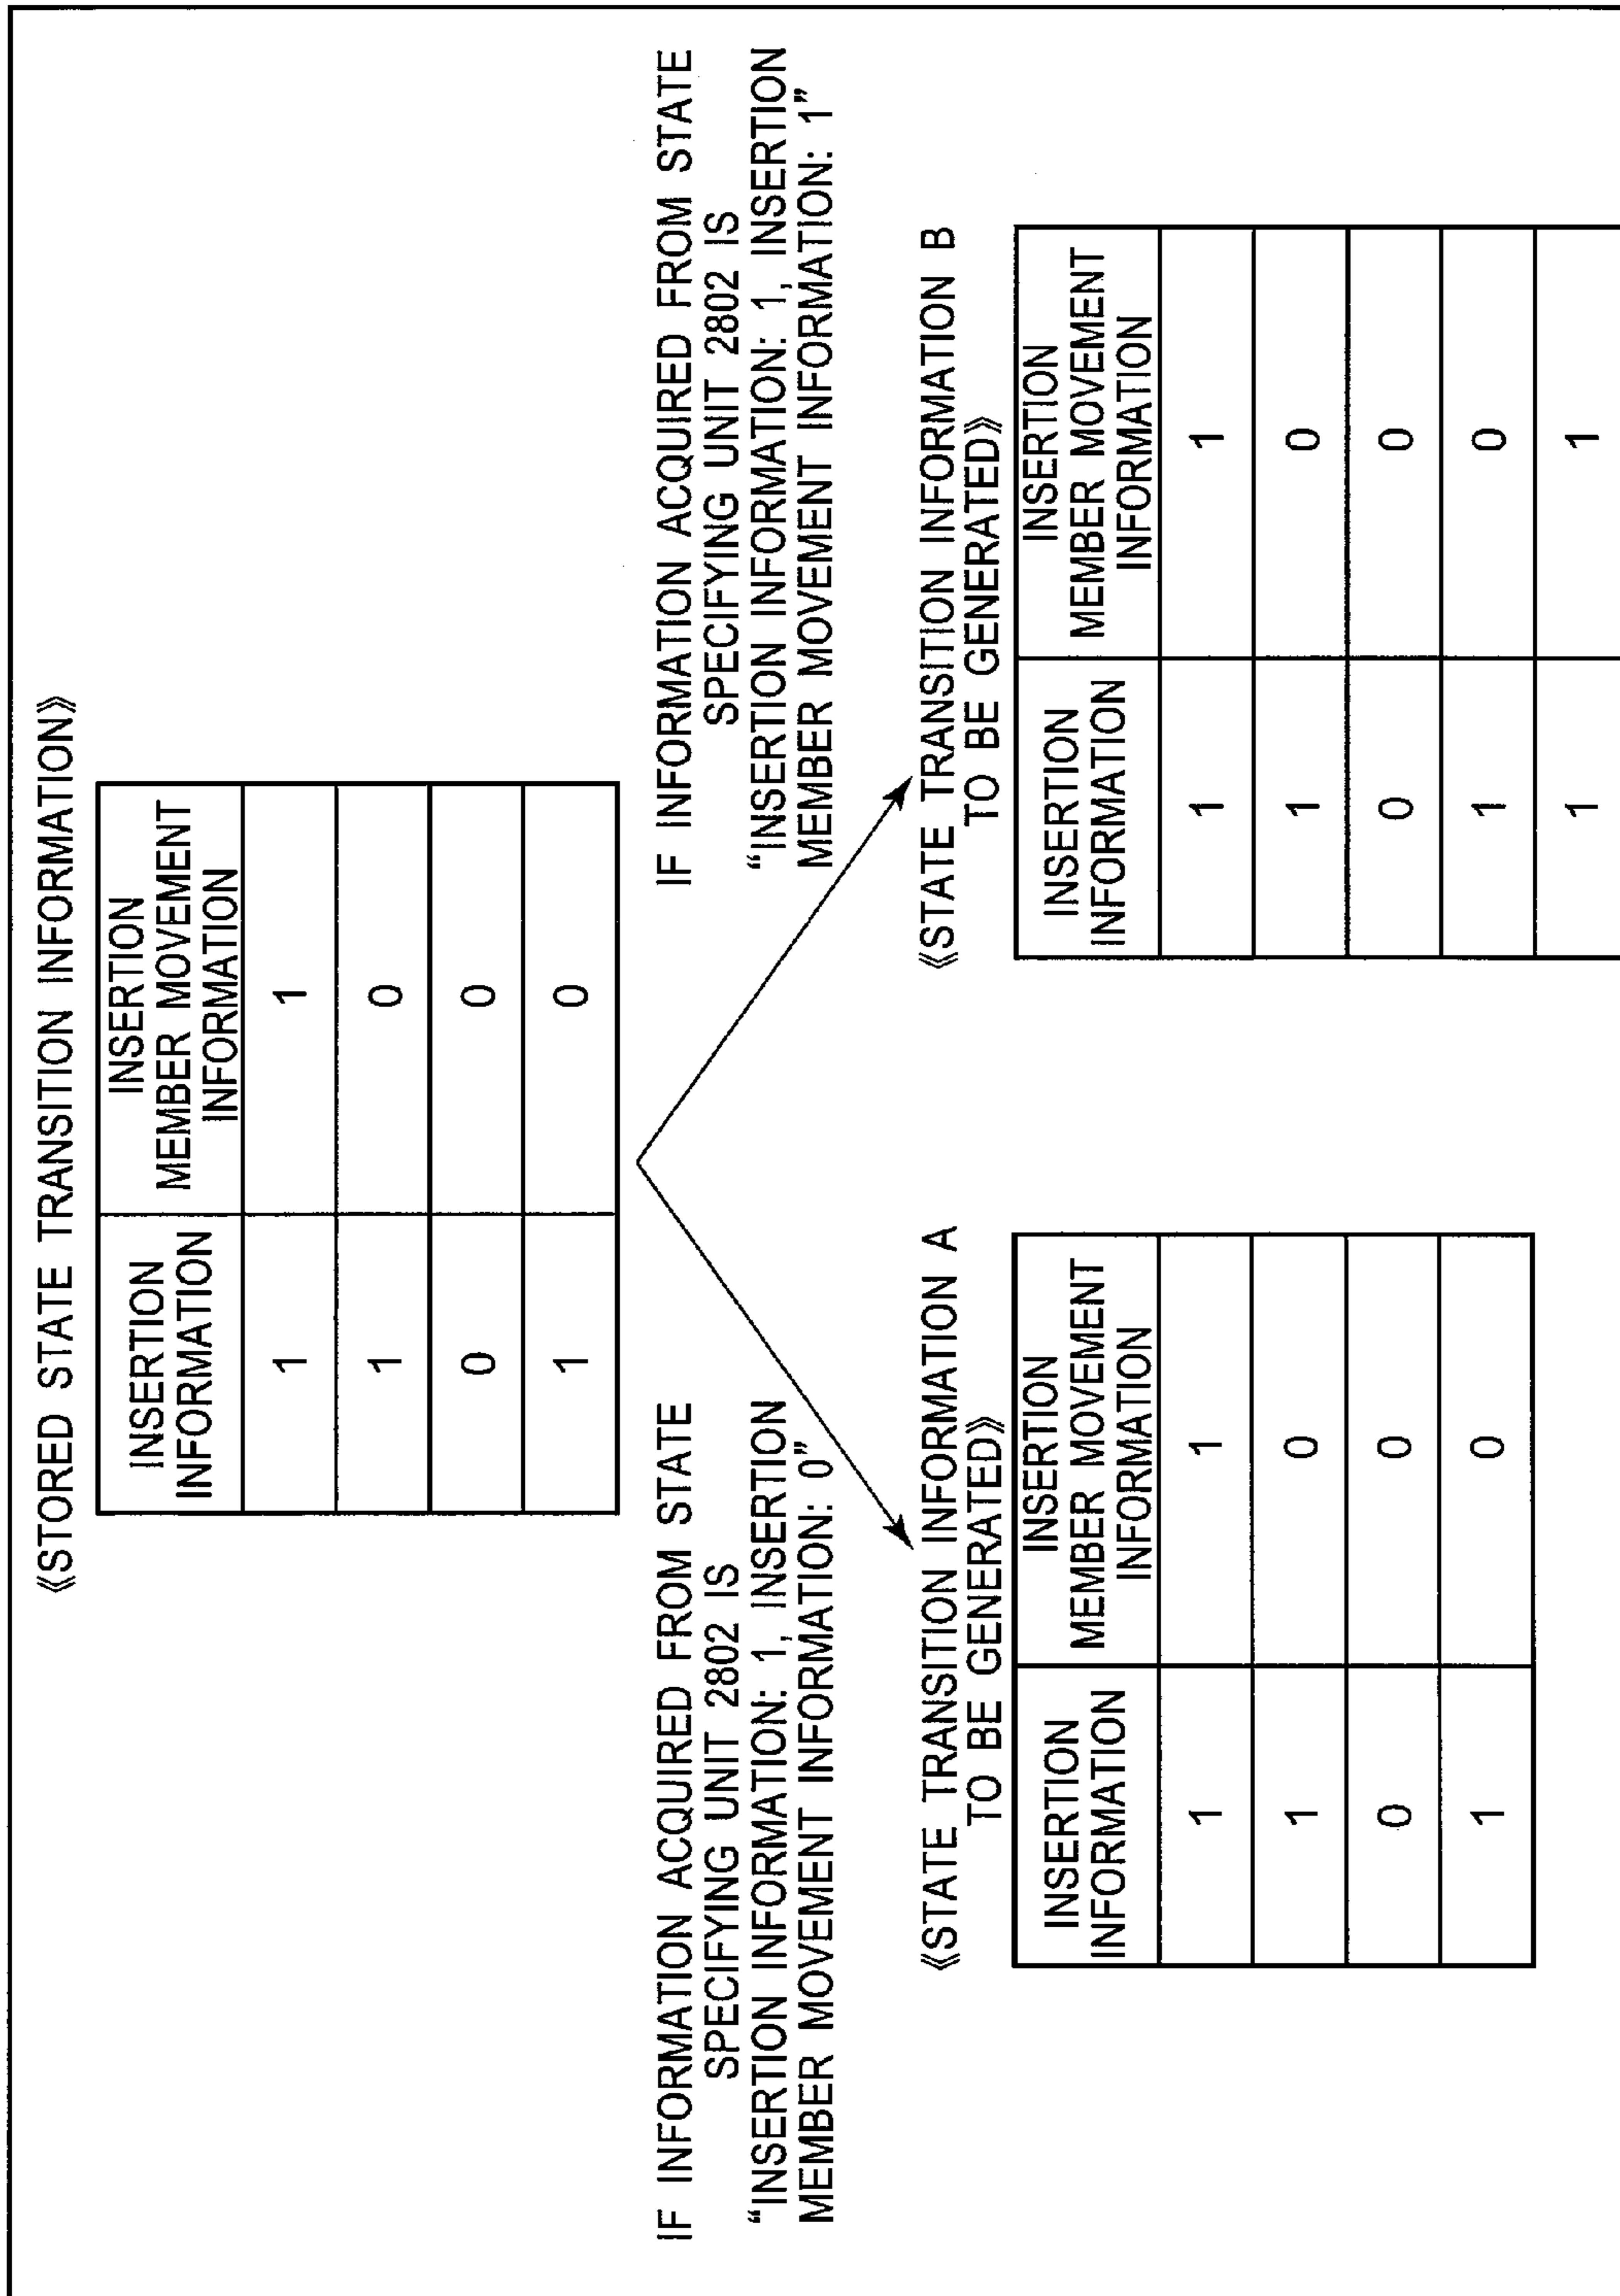 《STORED STATE TRANSITION INFORMATION》
INSERTION
INFORMATION
INSERTION
MEMBER MOVEMENT
INFORMATION
1 1
1 0
0 0
1 0
IF INFORMATION ACQUIRED FROM STATE
SPECIFYING UNIT 2802 IS
“INSERTION INFORMATION: 1, INSERTION
MEMBER MOVEMENT INFORMATION: 0”
IF INFORMATION ACQUIRED FROM STATE
SPECIFYING UNIT 2802 IS
“INSERTION INFORMATION: 1, INSERTION
MEMBER MOVEMENT INFORMATION: 1”
《STATE TRANSITION INFORMATION A
TO BE GENERATED》
INSERTION
INFORMATION
INSERTION
MEMBER MOVEMENT
INFORMATION
1 1
1 0
0 0
1 0
《STATE TRANSITION INFORMATION B
TO BE GENERATED》
INSERTION
INFORMATION
INSERTION
MEMBER MOVEMENT
INFORMATION
1 1
1 0
0 0
1 0
1 1